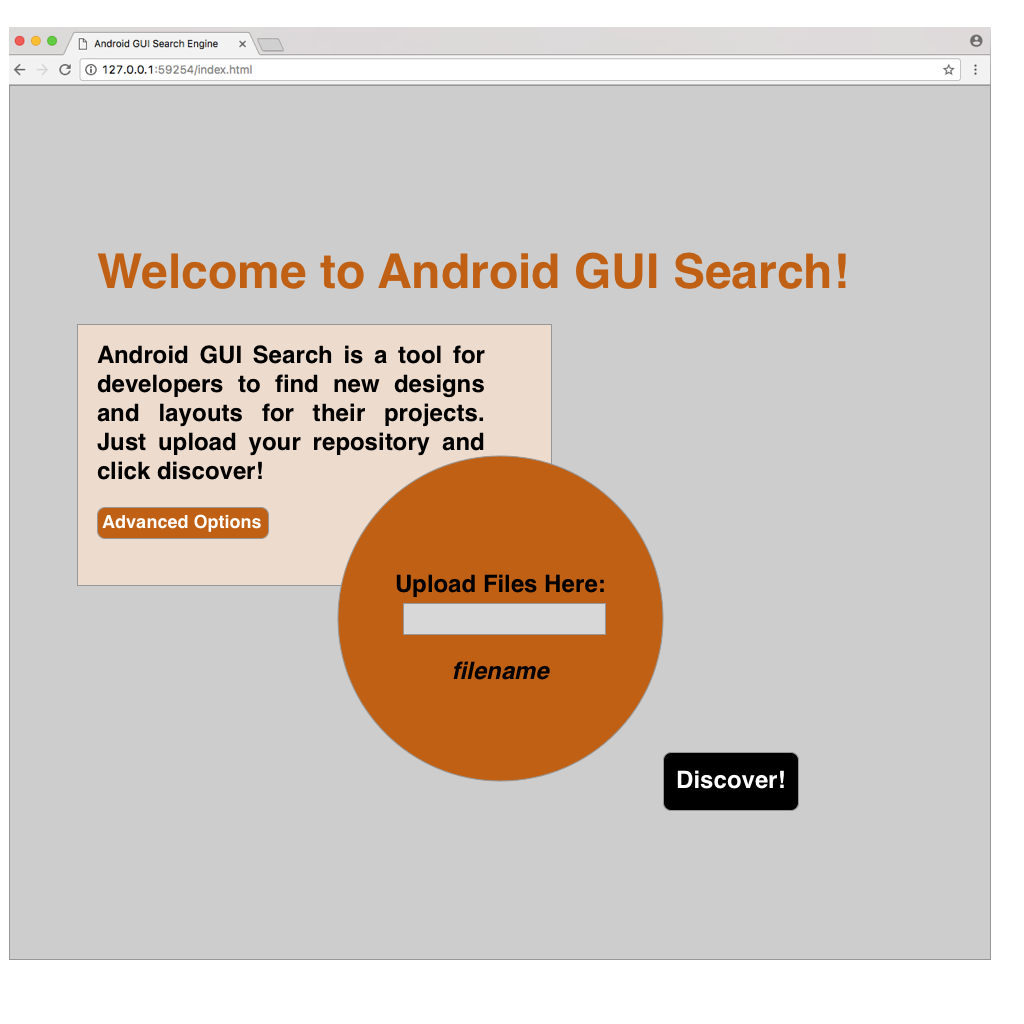 Android GUI Search Engine
127.0.0.1:59254/index.html
Welcome to Android GUI Search!
Android GUI Search is a tool for
developers to find new designs
and layouts for their projects.
Just upload your repository and
click discover!
Advanced Options
Upload Files Here:
filename
Discover!